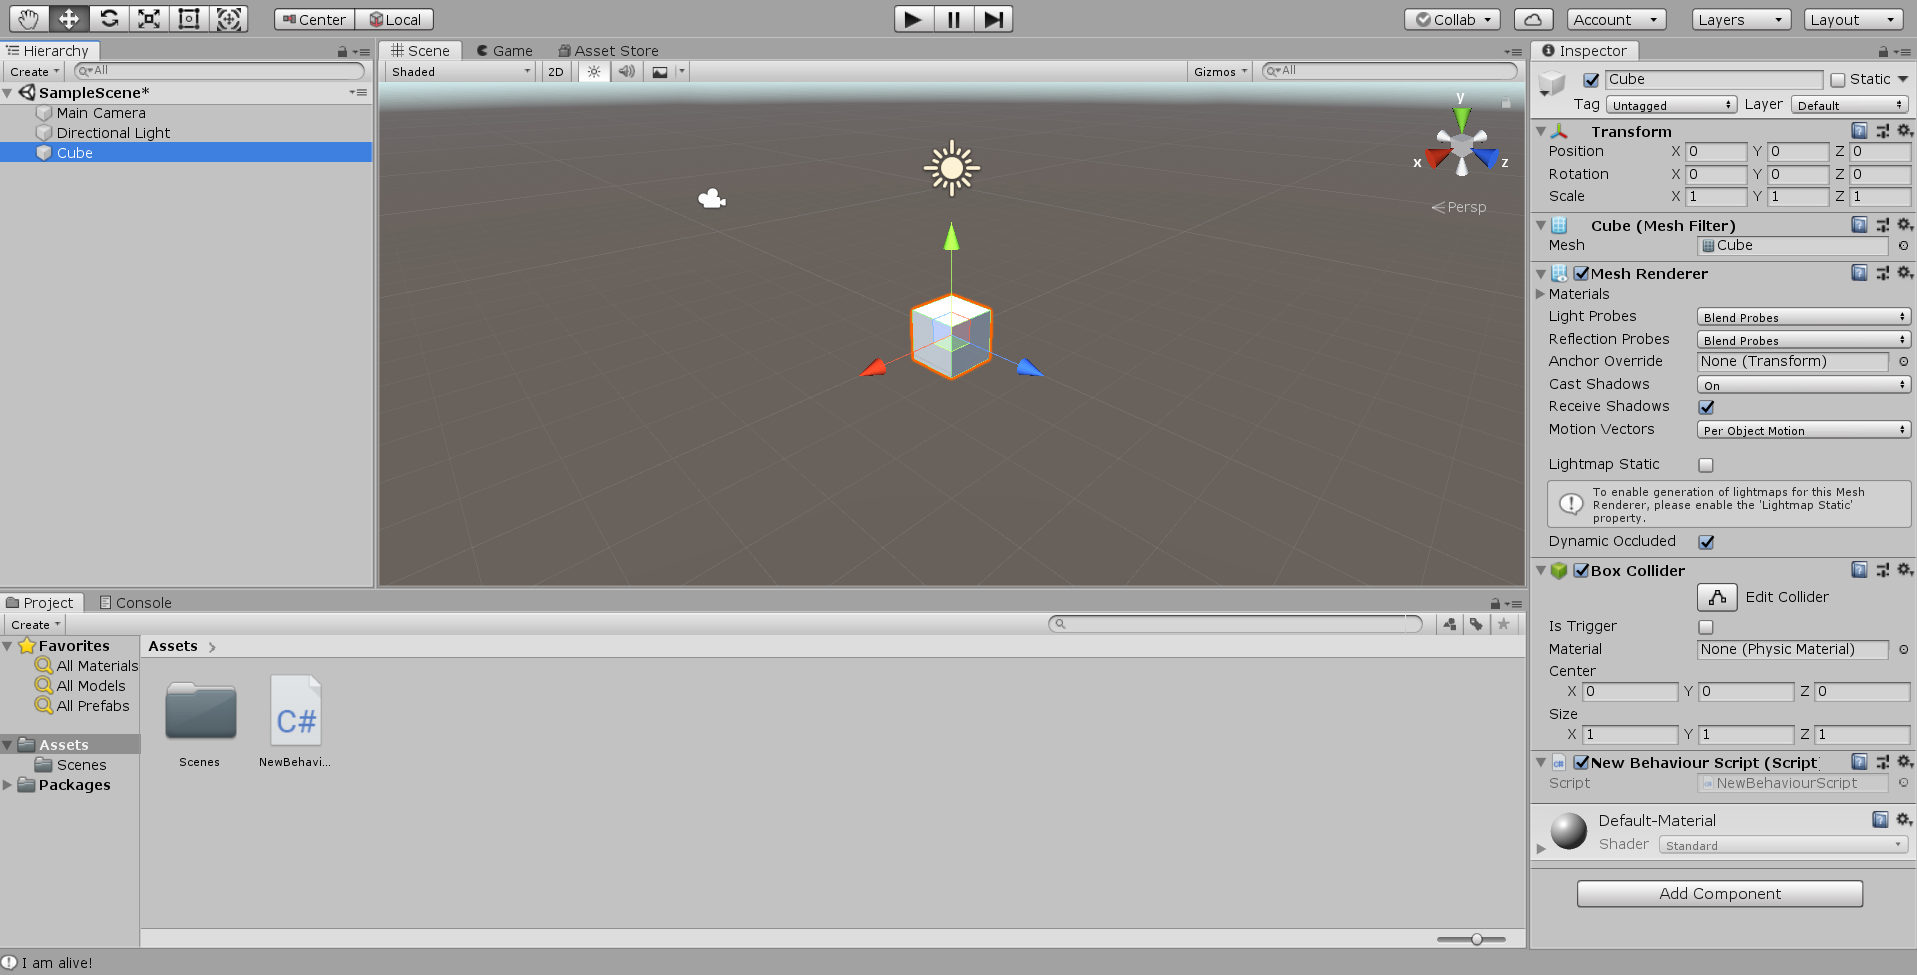 Center Local Collab Account Layers Layout
Hierarchy
Create All
SampleScene*
Main Camera
Directional Light
Cube
Scene Game Asset Store
Shaded 2D Gizmos All
y
x z
Persp
Project Console
Create
Favorites
All Materials
All Models
All Prefabs
Assets
Scenes
Packages
Assets
C#
Scenes NewBehavi...
Inspector
Cube Static
Tag Untagged Layer Default
Transform
Position X 0 Y 0 Z 0
Rotation X 0 Y 0 Z 0
Scale X 1 Y 1 Z 1
Cube (Mesh Filter)
Mesh Cube
Mesh Renderer
Materials
Light Probes Blend Probes
Reflection Probes Blend Probes
Anchor Override None (Transform)
Cast Shadows On
Receive Shadows
Motion Vectors Per Object Motion
Lightmap Static
To enable generation of lightmaps for this Mesh
Renderer, please enable the 'Lightmap Static'
property.
Dynamic Occluded
Box Collider
Edit Collider
Is Trigger
Material None (Physic Material)
Center
X 0 Y 0 Z 0
Size
X 1 Y 1 Z 1
New Behaviour Script (Script
Script NewBehaviourScript
Default-Material
Shader Standard
Add Component
I am alive!